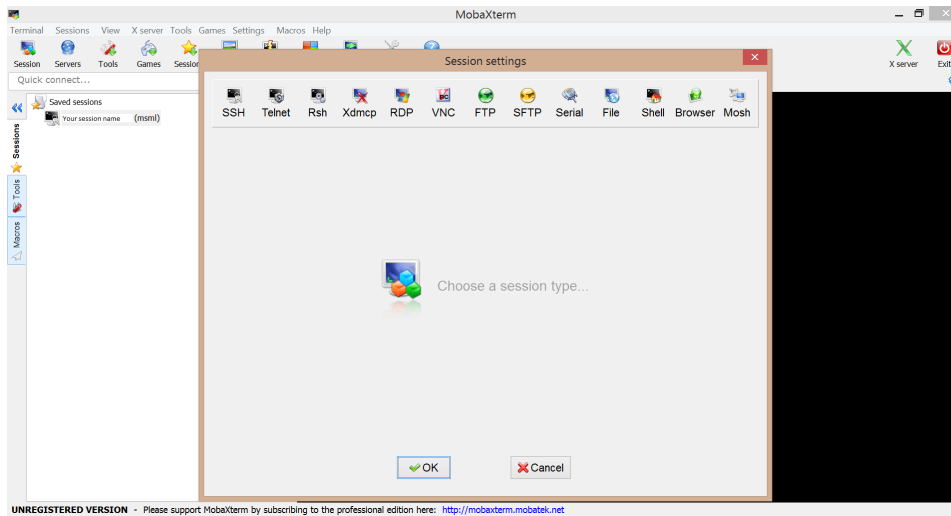 MobaXterm
Terminal Sessions View X server Tools Games Settings Macros Help
Session Servers Tools Games Session
X server Exit
Quick connect...
Session settings
Saved sessions
Your session name (msml)
Sessions
Tools
Macros
SSH Telnet Rsh Xdmcp RDP VNC FTP SFTP Serial File Shell Browser Mosh
Choose a session type...
OK Cancel
UNREGISTERED VERSION - Please support MobaXterm by subscribing to the professional edition here: http://mobaxterm.mobatek.net